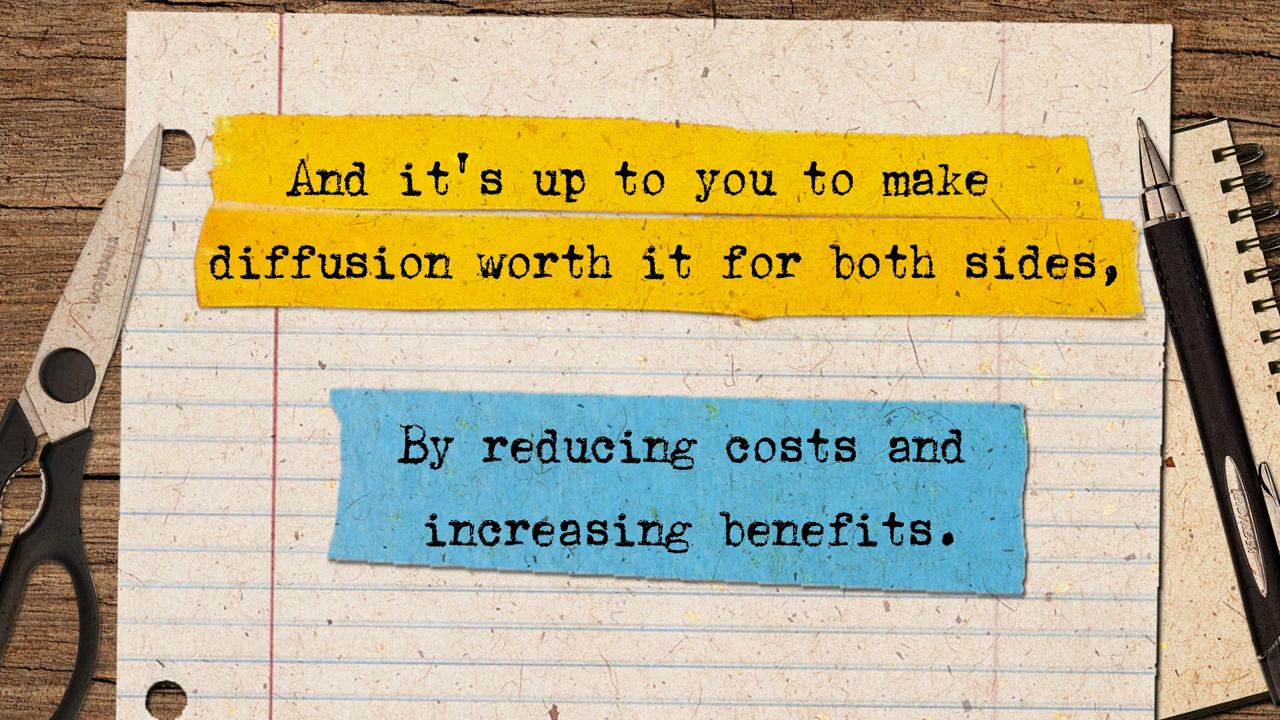 And it's up to you to make
diffusion worth it for both sides,
By reducing costs and
increasing benefits.